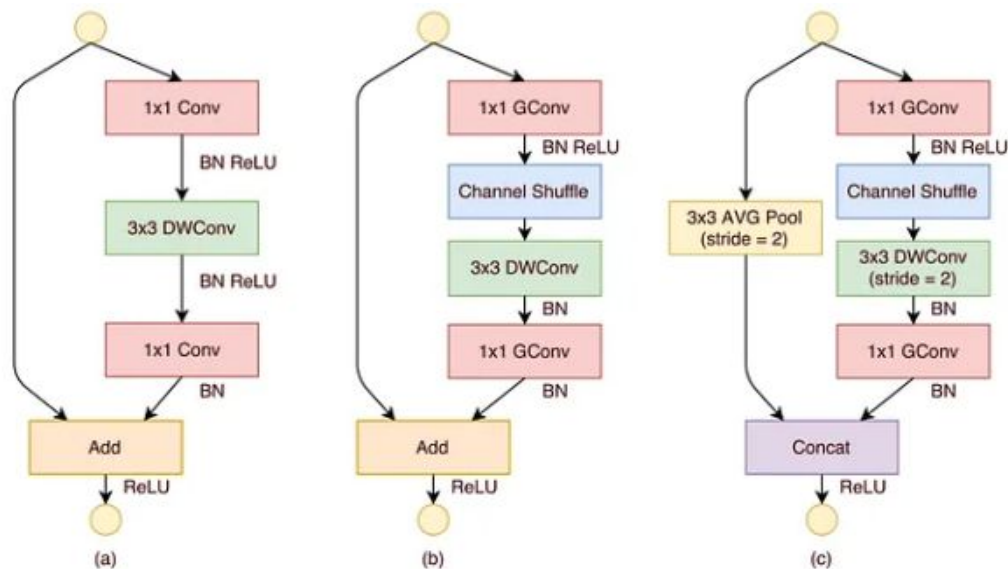 1x1 Conv
BN ReLU
3x3 DWConv
BN ReLU
1x1 Conv
BN
Add
ReLU
(a)
1x1 GConv
BN ReLU
Channel Shuffle
3x3 DWConv
BN
1x1 GConv
BN
Add
ReLU
(b)
3x3 AVG Pool
(stride = 2)
1x1 GConv
BN ReLU
Channel Shuffle
3x3 DWConv
(stride = 2)
BN
1x1 GConv
BN
Concat
ReLU
(c)